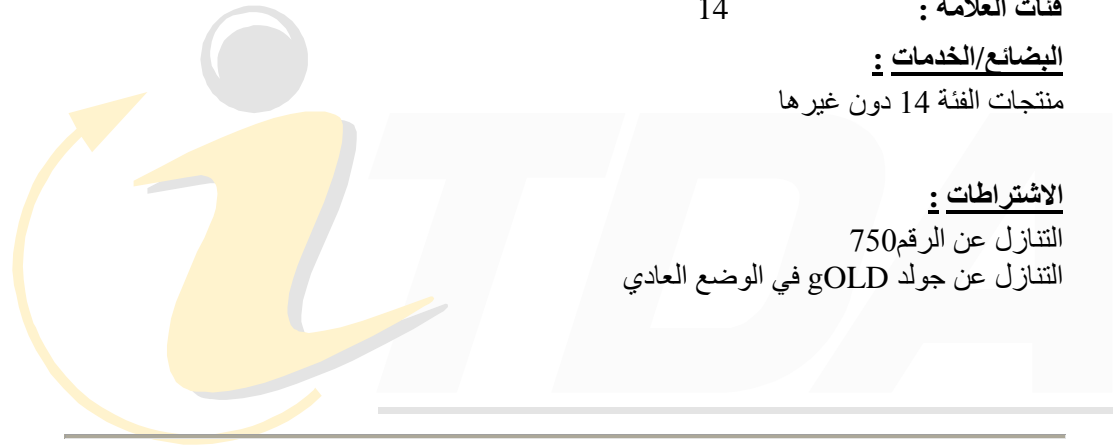 فئات العلامة : 14
البضائع/الخدمات :
منتجات الفئة 14 دون غيرها
الاشتراطات :
التنازل عن الرقم750
التنازل عن جولد gOLD في الوضع العادي
iTDA